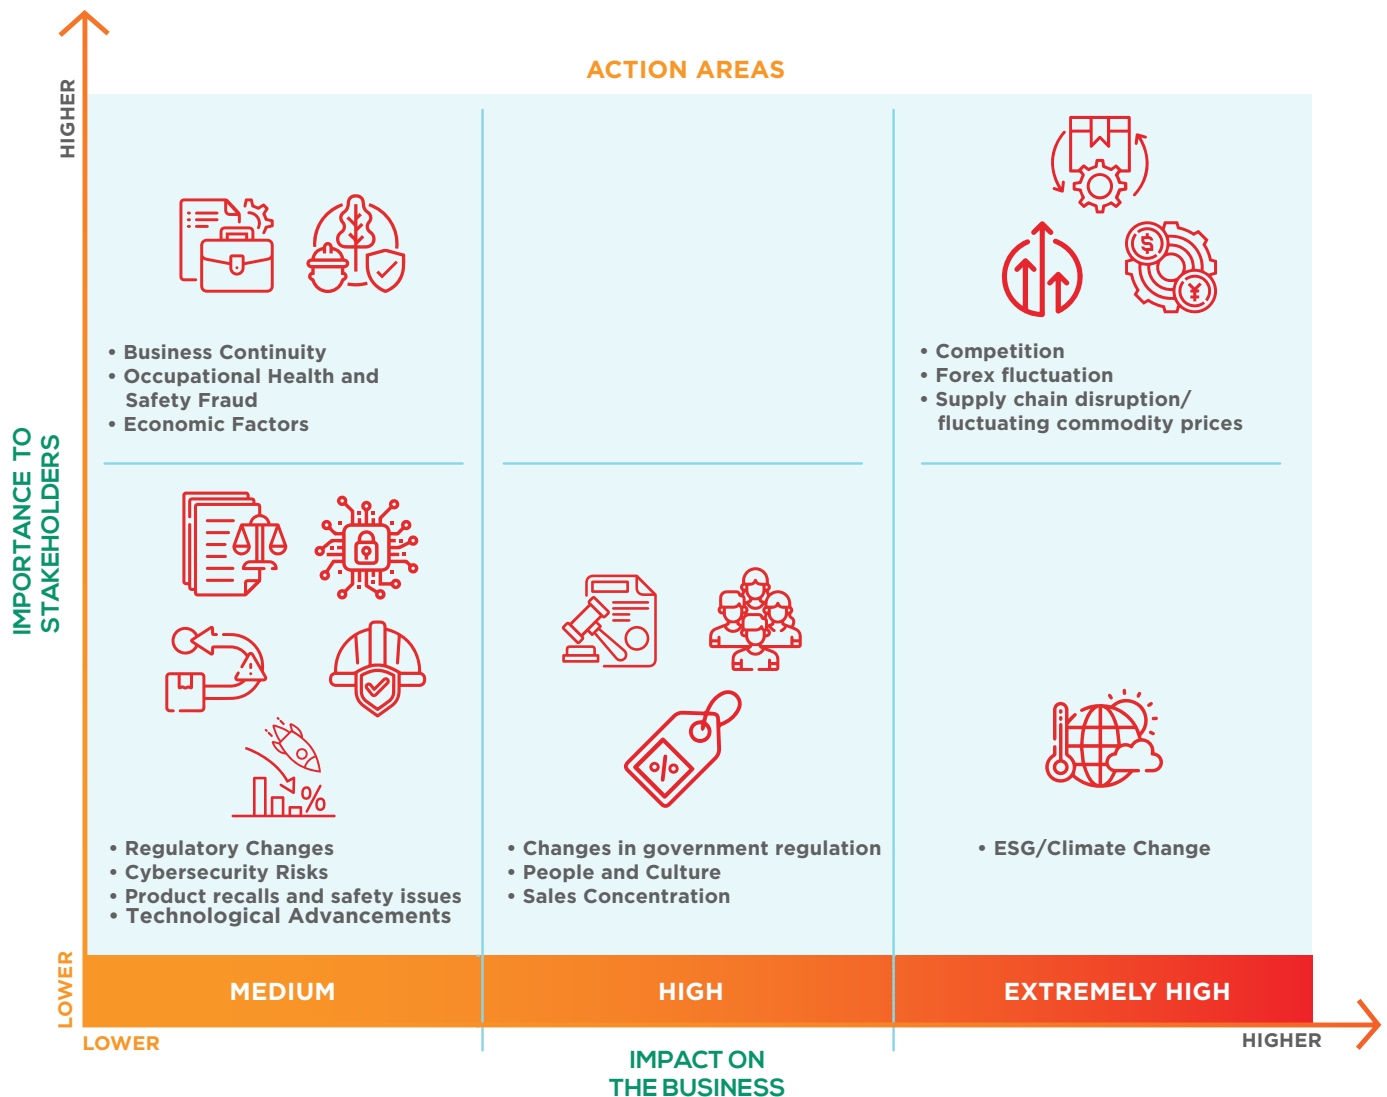 ACTION AREAS
HIGHER
• Business Continuity
• Occupational Health and
Safety Fraud
• Economic Factors
• Competition
• Forex fluctuation
• Supply chain disruption/
fluctuating commodity prices
IMPORTANCE TO
STAKEHOLDERS
$
¥
%
%
• Regulatory Changes
• Cybersecurity Risks
• Product recalls and safety issues
• Technological Advancements
• Changes in government regulation
• People and Culture
• Sales Concentration
• ESG/Climate Change
LOWER
MEDIUM
HIGH
EXTREMELY HIGH
LOWER
HIGHER
IMPACT ON
THE BUSINESS